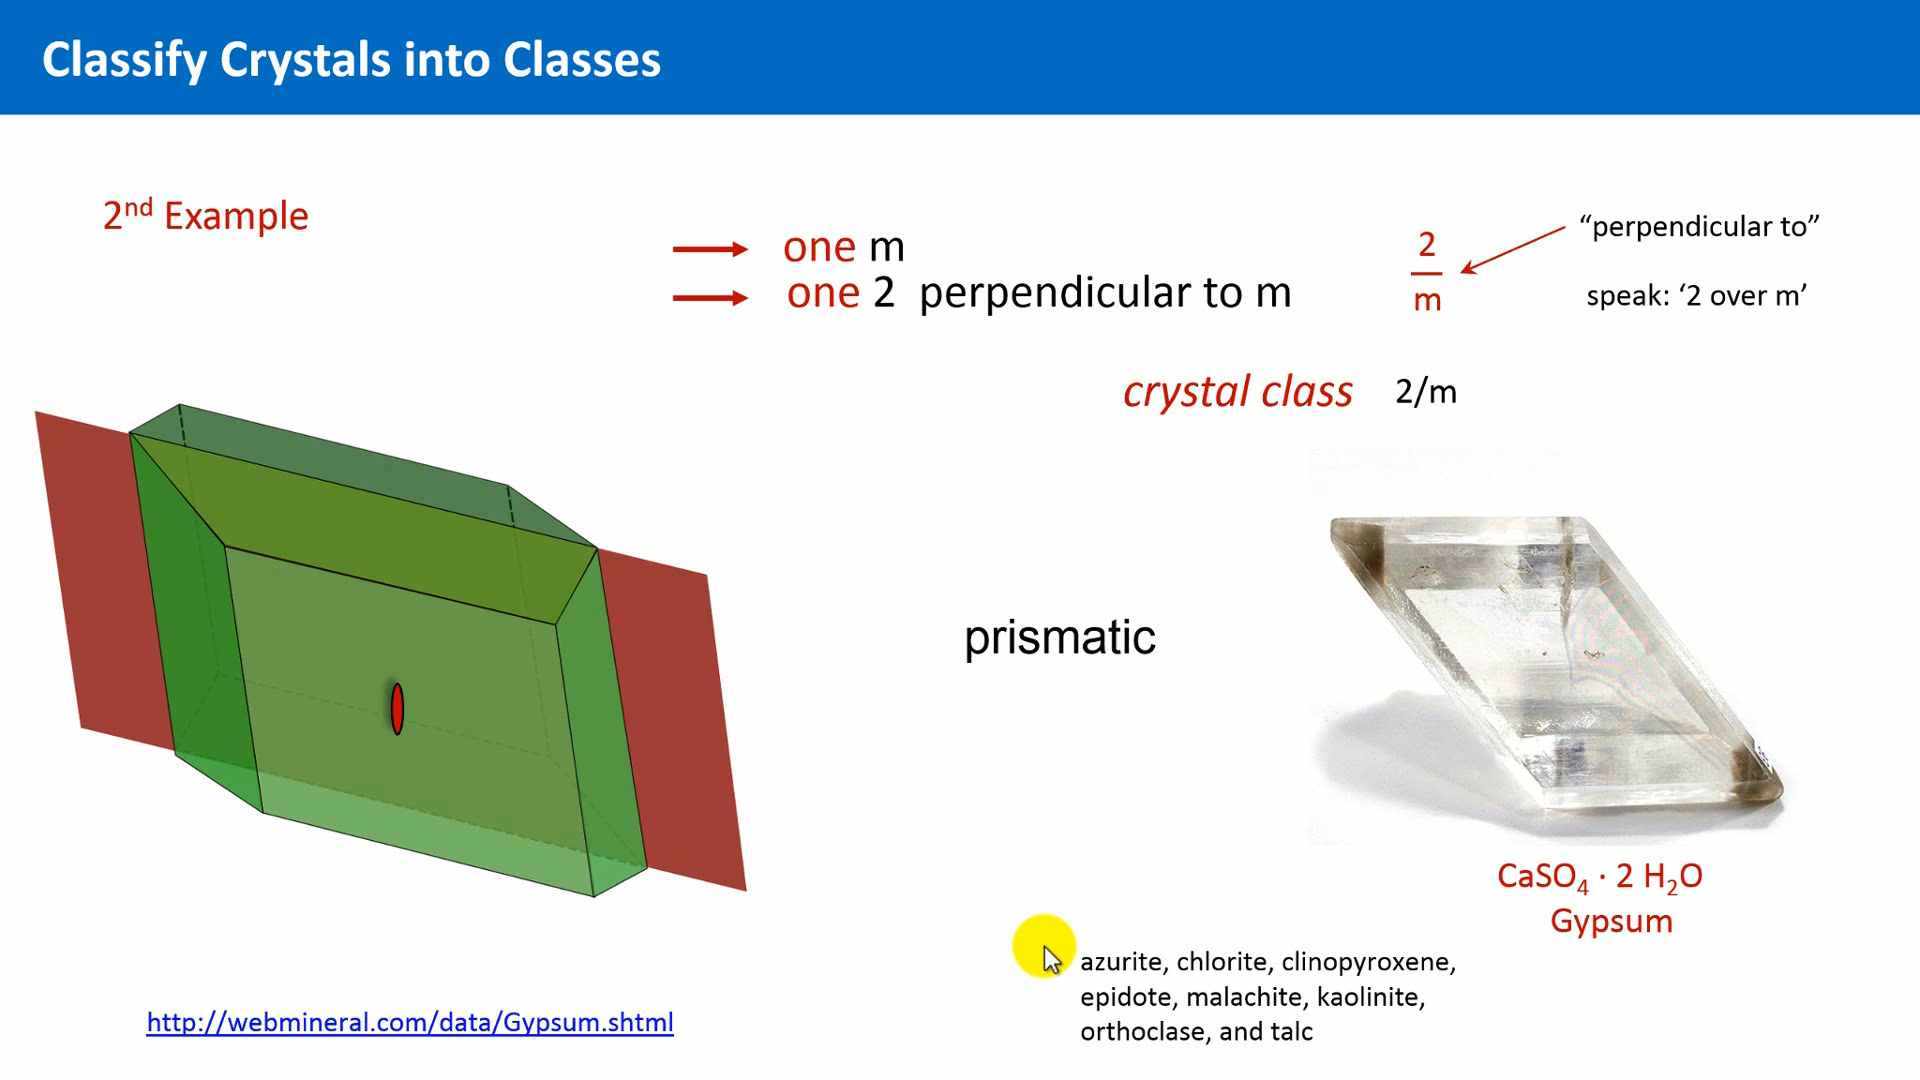 Classify Crystals into Classes
2nd Example
one m
one 2 perpendicular to m
2
m
“perpendicular to”
speak: ‘2 over m’
crystal class 2/m
prismatic
CaSO4 · 2 H2O
Gypsum
azurite, chlorite, clinopyroxene,
epidote, malachite, kaolinite,
orthoclase, and talc
http://webmineral.com/data/Gypsum.shtml